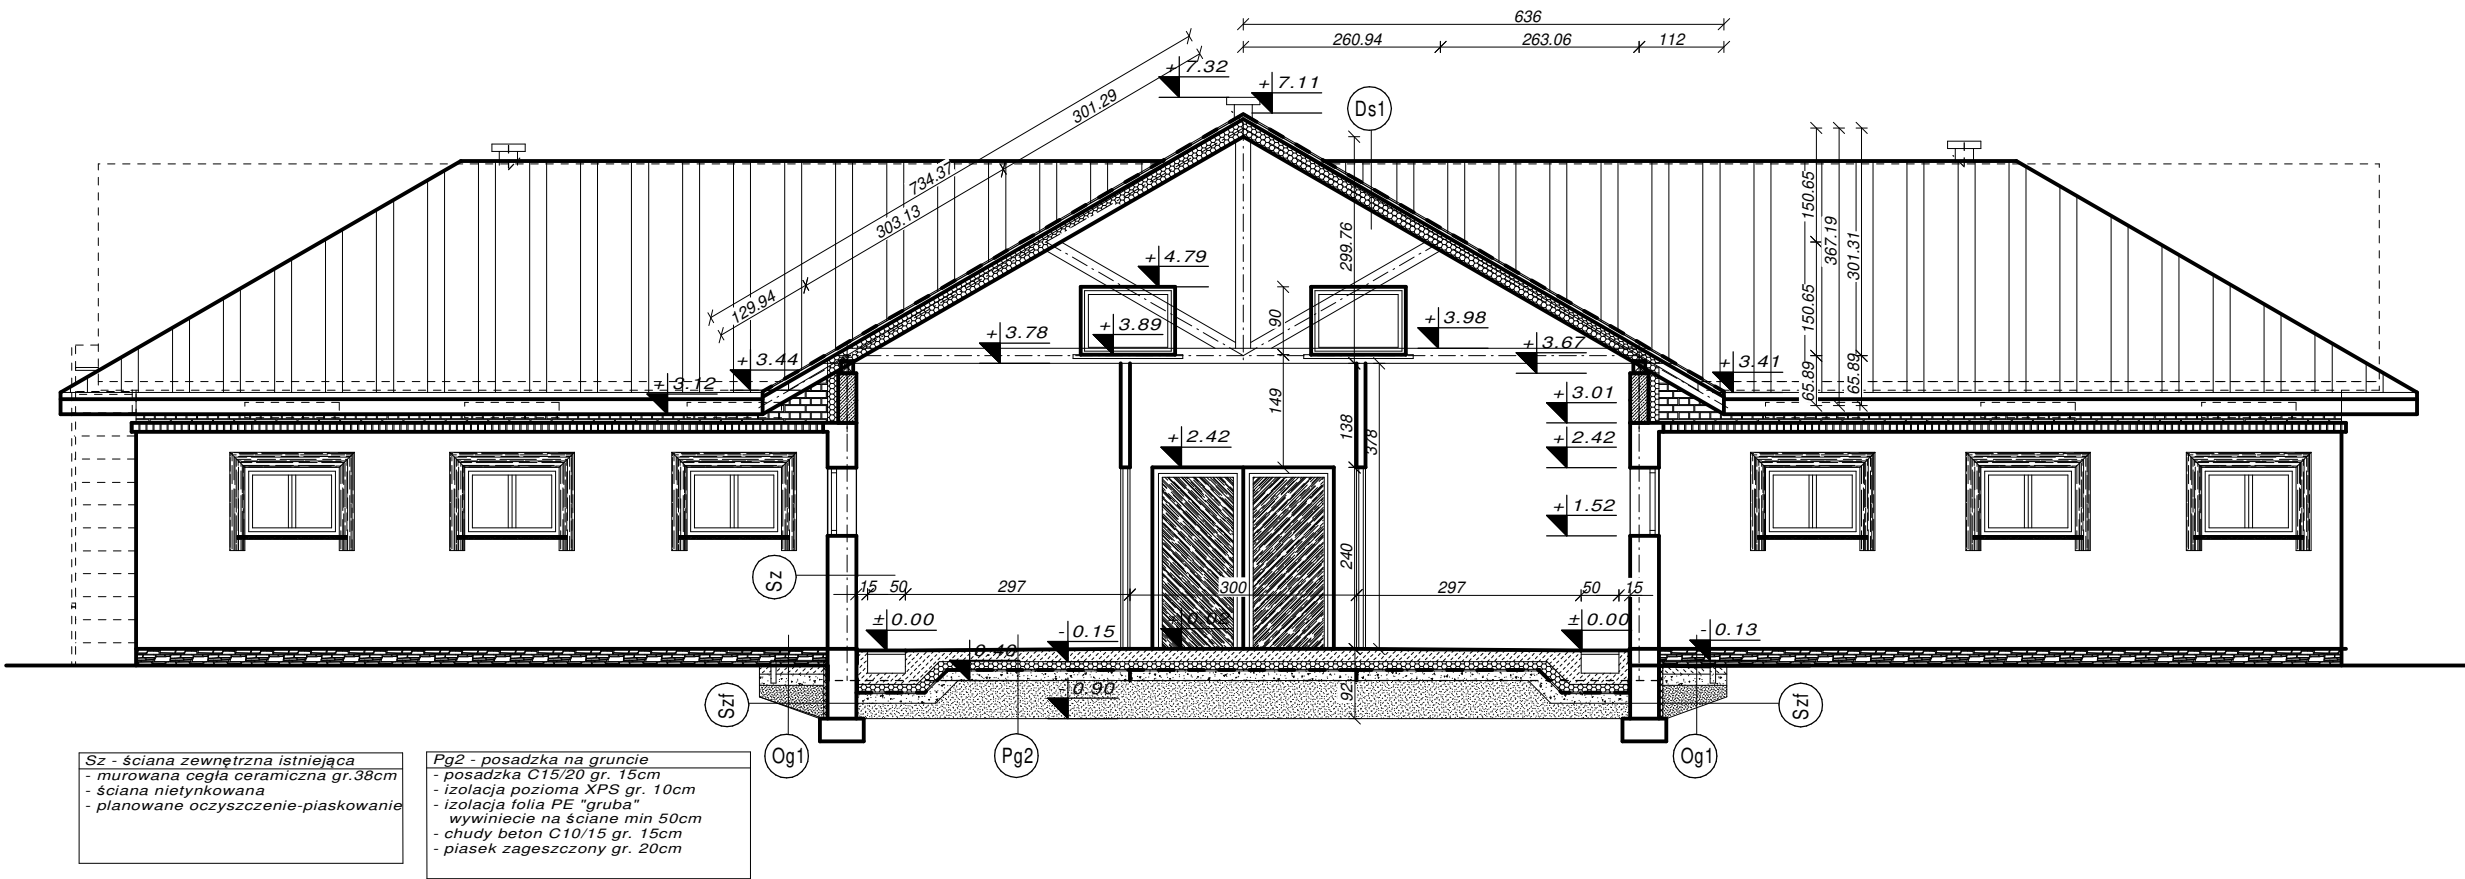 636
260.94
263.06
112
+7.32
+7.11
Ds1
301.29
734.37
303.13
129.94
299.76
150.65
367.19
301.31
150.65
65.89
65.89
+4.79
+3.78
+3.89
90
+3.98
+3.67
+3.44
+3.12
+3.41
149
138
378
+3.01
+2.42
+2.42
+1.52
240
Sz
15
50
297
300
297
50
15
±0.00
-0.15
±0.00
-0.13
0.40
-0.90
92
Szf
Szf
Og1
Pg2
Og1
Sz - ściana zewnętrzna istniejąca
- murowana cegła ceramiczna gr.38cm
- ściana nietynkowana
- planowane oczyszczenie-piaskowanie
Pg2 - posadzka na gruncie
- posadzka C15/20 gr. 15cm
- izolacja pozioma XPS gr. 10cm
- izolacja folia PE "gruba"
wywiniecie na ściane min 50cm
- chudy beton C10/15 gr. 15cm
- piasek zageszczony gr. 20cm